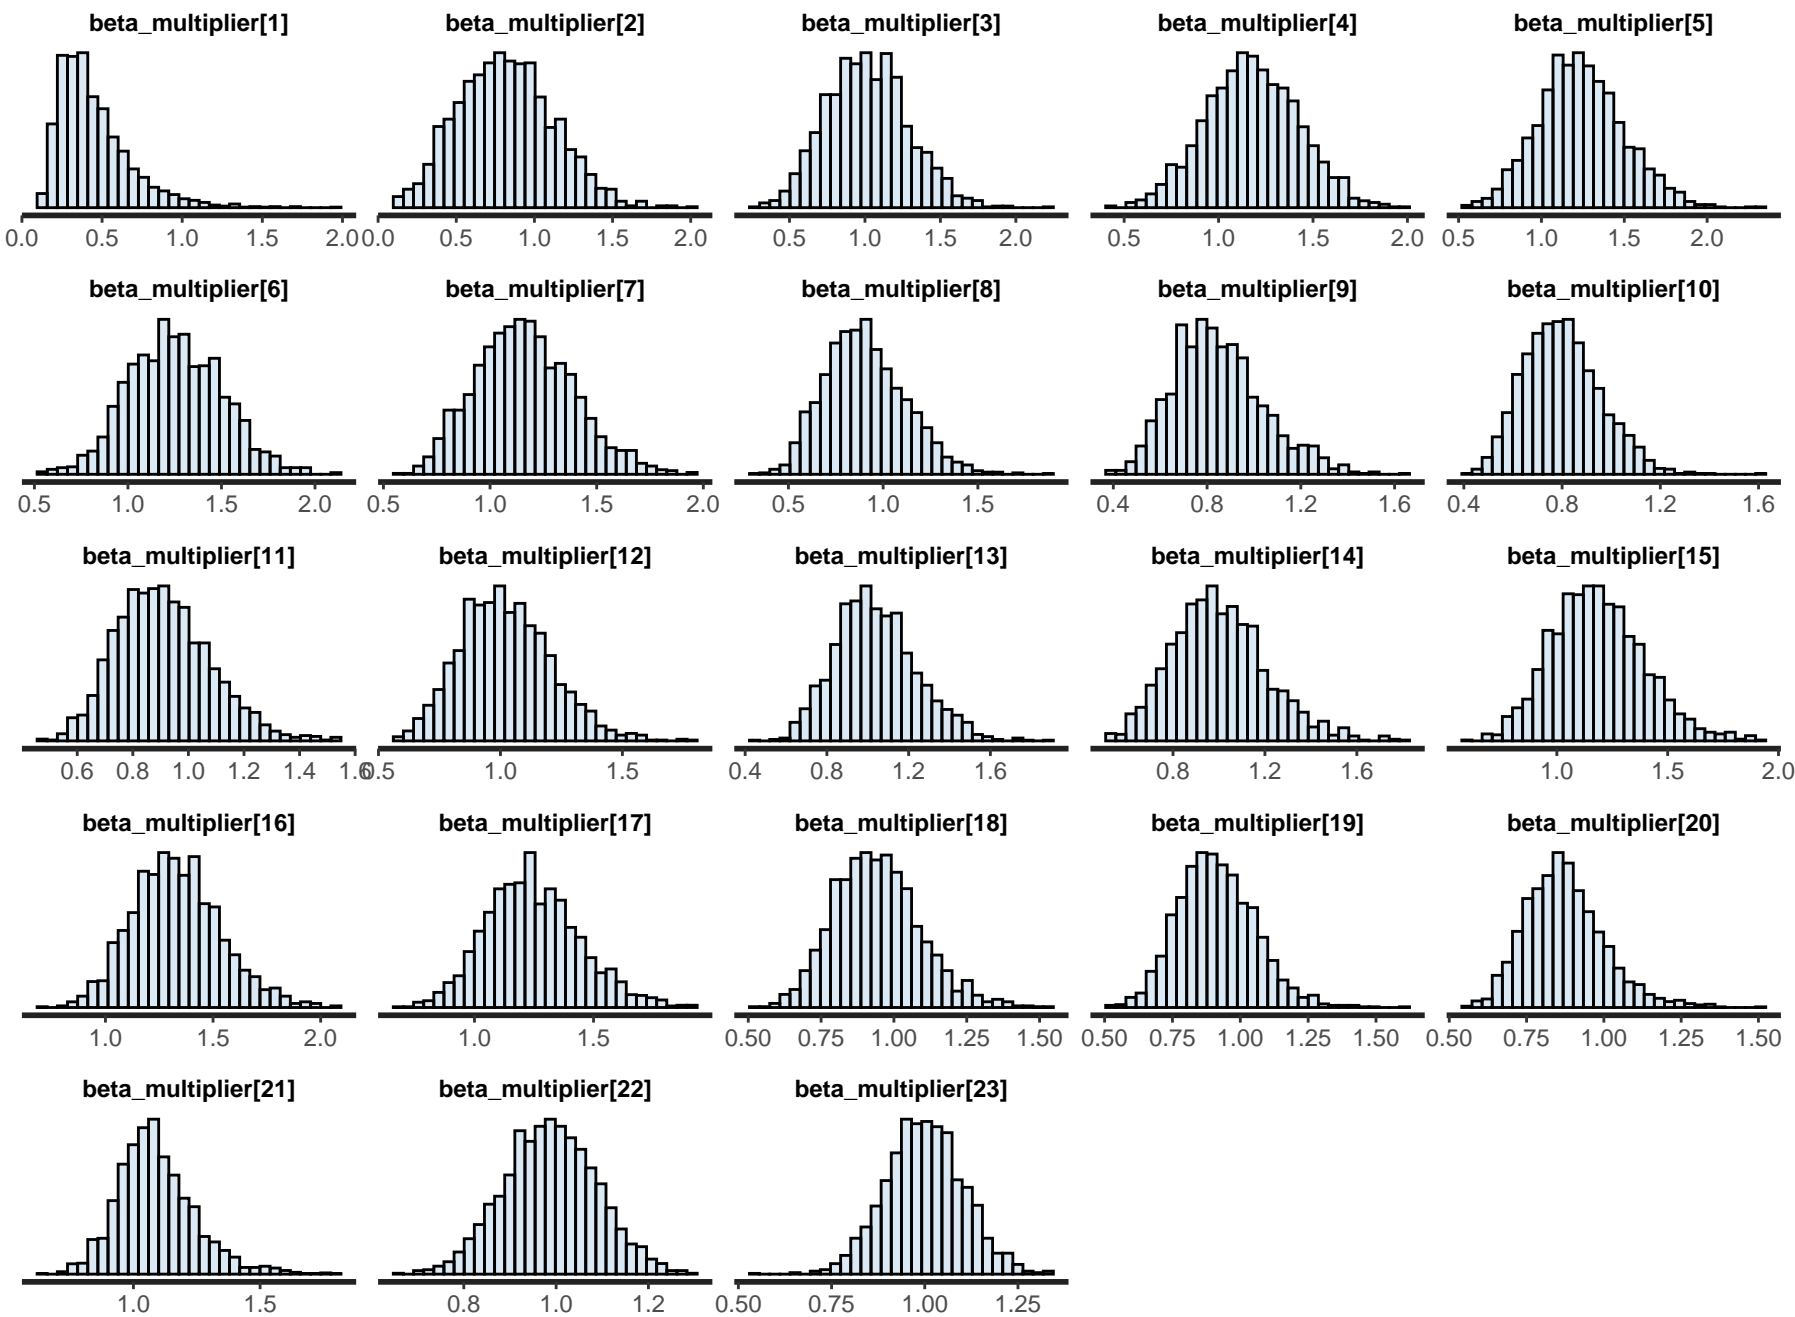 beta_multiplier[1] beta_multiplier[2] beta_multiplier[3] beta_multiplier[4] beta_multiplier[5]
0.0 0.5 1.0 1.5 2.0 0.0 0.5 1.0 1.5 2.0 0.5 1.0 1.5 2.0 0.5 1.0 1.5 2.0 0.5 1.0 1.5 2.0
beta_multiplier[6] beta_multiplier[7] beta_multiplier[8] beta_multiplier[9] beta_multiplier[10]
0.5 1.0 1.5 2.0 0.5 1.0 1.5 2.0 0.5 1.0 1.5 0.4 0.8 1.2 1.6 0.4 0.8 1.2 1.6
beta_multiplier[11] beta_multiplier[12] beta_multiplier[13] beta_multiplier[14] beta_multiplier[15]
0.6 0.8 1.0 1.2 1.4 1.6 0.5 1.0 1.5 0.4 0.8 1.2 1.6 0.8 1.2 1.6 1.0 1.5 2.0
beta_multiplier[16] beta_multiplier[17] beta_multiplier[18] beta_multiplier[19] beta_multiplier[20]
1.0 1.5 2.0 1.0 1.5 0.50 0.75 1.00 1.25 1.50 0.50 0.75 1.00 1.25 1.50 0.50 0.75 1.00 1.25 1.50
beta_multiplier[21] beta_multiplier[22] beta_multiplier[23]
1.0 1.5 0.8 1.0 1.2 0.50 0.75 1.00 1.25